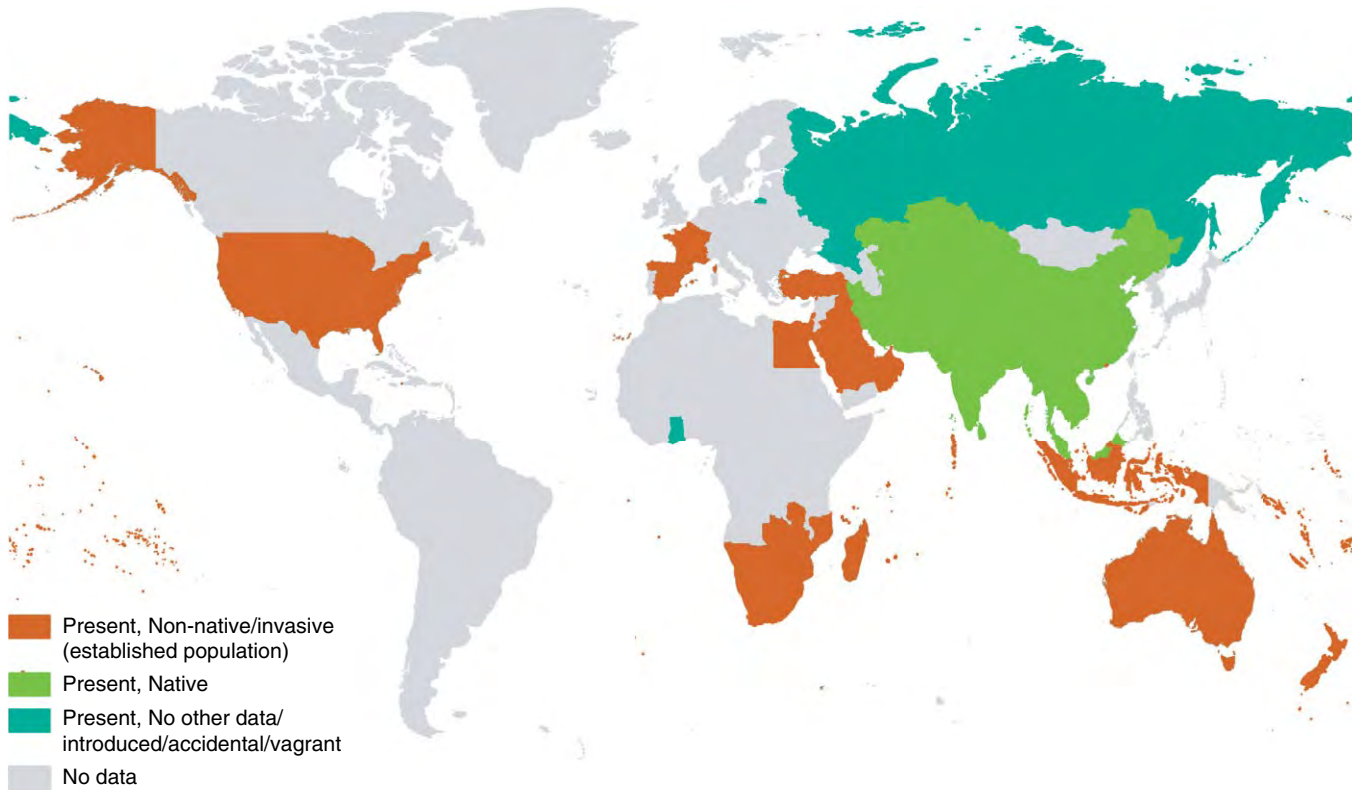 Present, Non-native/invasive
(established population)
Present, Native
Present, No other data/
introduced/accidental/vagrant
No data